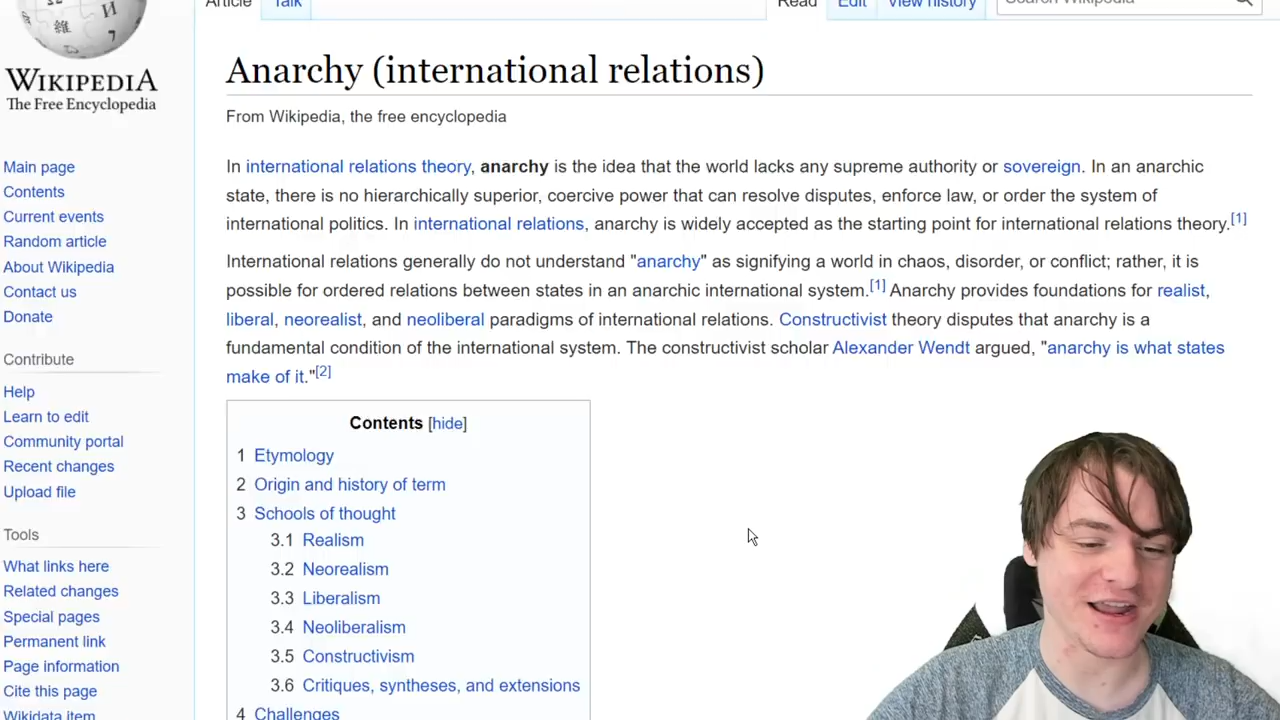 Article Talk Read Edit View history Search Wikipedia
WIKIPEDIA
The Free Encyclopedia
Main page
Contents
Current events
Random article
About Wikipedia
Contact us
Donate
Contribute
Help
Learn to edit
Community portal
Recent changes
Upload file
Tools
What links here
Related changes
Special pages
Permanent link
Page information
Cite this page
Wikidata item
Anarchy (international relations)
From Wikipedia, the free encyclopedia
In international relations theory, anarchy is the idea that the world lacks any supreme authority or sovereign. In an anarchic
state, there is no hierarchically superior, coercive power that can resolve disputes, enforce law, or order the system of
international politics. In international relations, anarchy is widely accepted as the starting point for international relations theory.[1]
International relations generally do not understand "anarchy" as signifying a world in chaos, disorder, or conflict; rather, it is
possible for ordered relations between states in an anarchic international system.[1] Anarchy provides foundations for realist,
liberal, neorealist, and neoliberal paradigms of international relations. Constructivist theory disputes that anarchy is a
fundamental condition of the international system. The constructivist scholar Alexander Wendt argued, "anarchy is what states
make of it."[2]
Contents [hide]
1 Etymology
2 Origin and history of term
3 Schools of thought
3.1 Realism
3.2 Neorealism
3.3 Liberalism
3.4 Neoliberalism
3.5 Constructivism
3.6 Critiques, syntheses, and extensions
4 Challenges